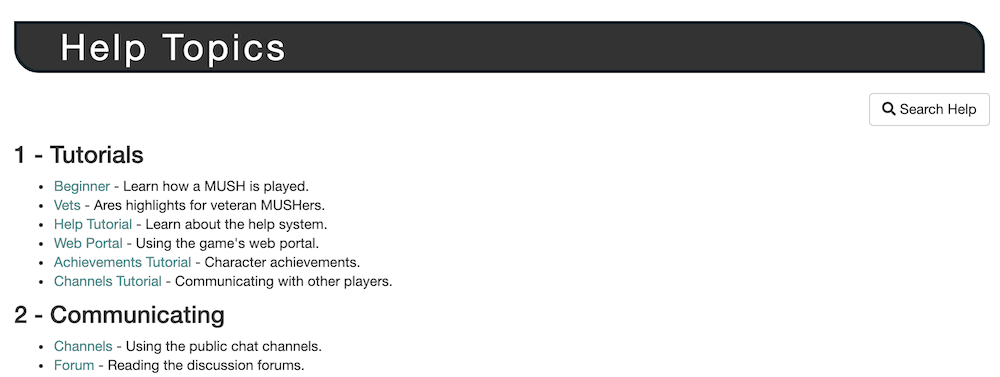 Help Topics
Search Help
1 - Tutorials
Beginner - Learn how a MUSH is played.
Vets - Ares highlights for veteran MUSHers.
Help Tutorial - Learn about the help system.
Web Portal - Using the game's web portal.
Achievements Tutorial - Character achievements.
Channels Tutorial - Communicating with other players.
2 - Communicating
Channels - Using the public chat channels.
Forum - Reading the discussion forums.